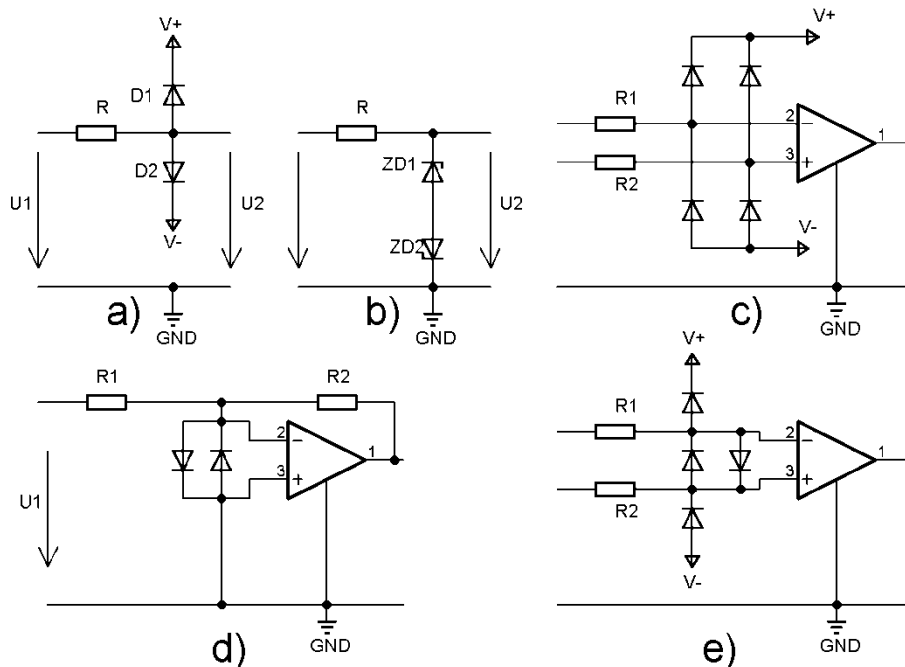 V+
D1
R
D2
U1
U2
V-
GND
a)
R
ZD1
ZD2
U2
GND
b)
V+
R1
2
−
1
3
+
R2
V-
GND
c)
R1
R2
2
−
1
3
+
U1
GND
d)
V+
R1
2
−
1
3
+
R2
V-
GND
e)